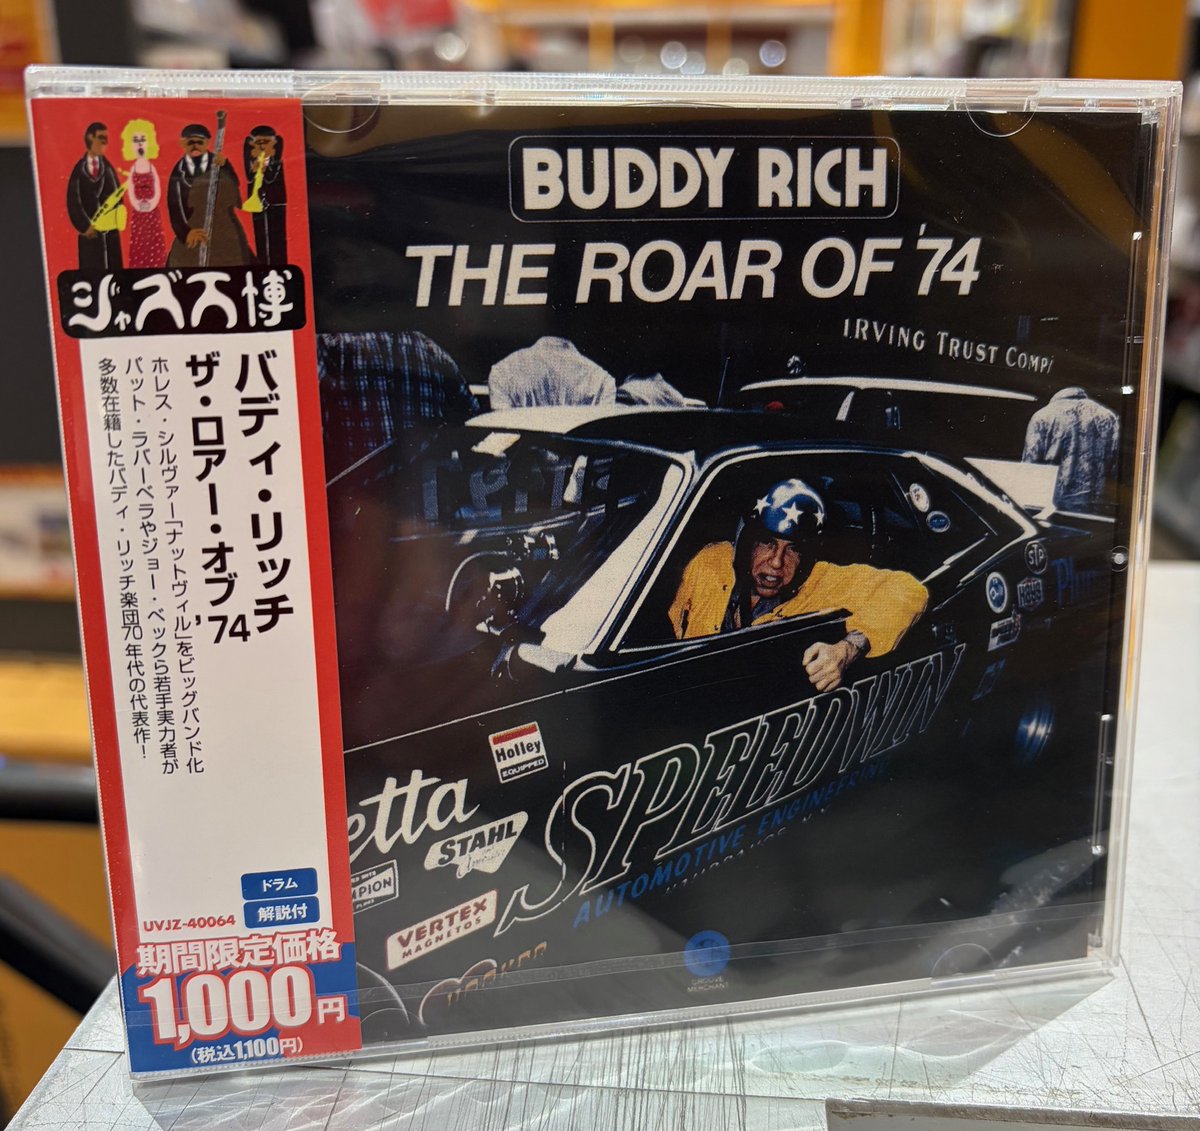 ジャズ万博
バディ・リッチ
ザ・ロアー・オブ '74
ホレス・シルヴァー「ナットヴィル」をビッグバンド化
パット・ラバーベラやジョー・ベックら若手実力者が
多数在籍したバディ・リッチ楽団70年代の代表作!
ドラム
UVJZ-40064
解説付
期間限定価格
1,000円
(税込1,100円)
BUDDY RICH
THE ROAR OF '74
IRVING TRUST COMP
STP
SPEEDWIN
AUTOMOTIVE ENGINEERING
Holley
EQUIPPED
etta
STAHL
MPION
VERTEX
MAGNETOS
GROOVE
MERCHANT